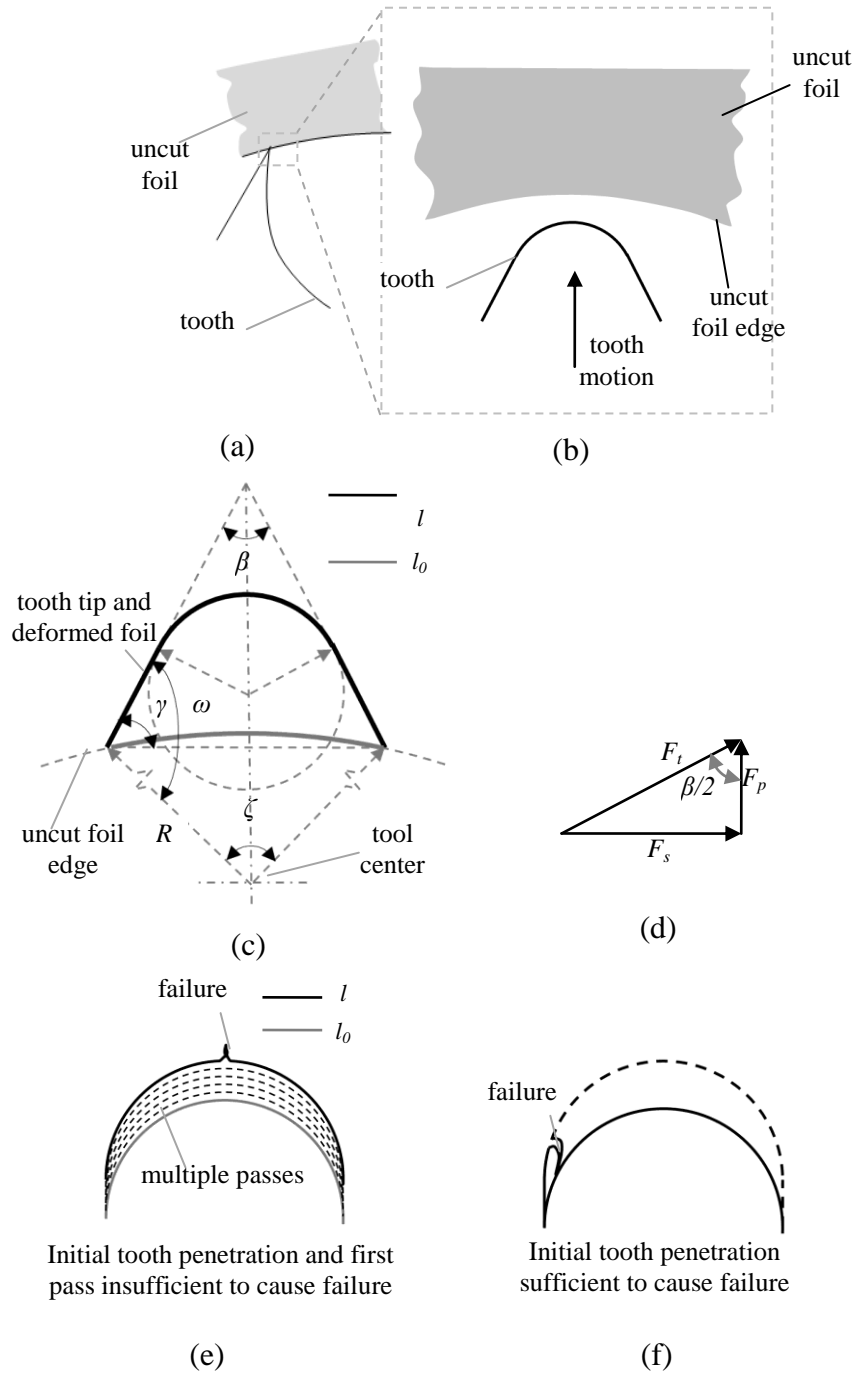 uncut
foil
uncut
foil
tooth
tooth
uncut
foil edge
tooth
motion
(a)
(b)
l
β
l0
tooth tip and
deformed foil
γ
ω
ζ
uncut foil
edge
R
tool
center
Ft
Fp
β/2
Fs
(c)
(d)
failure
l
l0
failure
multiple passes
Initial tooth penetration and first
pass insufficient to cause failure
Initial tooth penetration
sufficient to cause failure
(e)
(f)